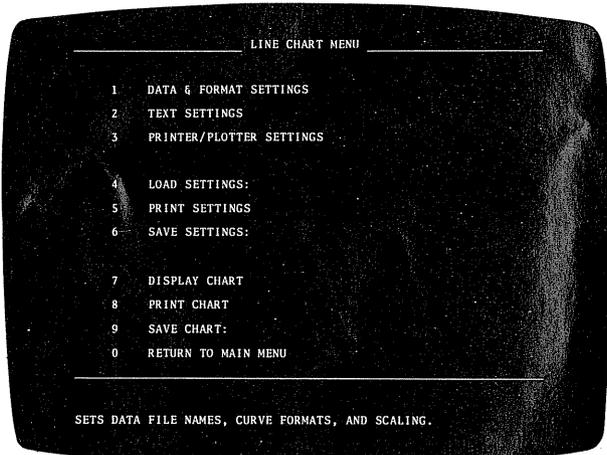 LINE CHART MENU
1 DATA & FORMAT SETTINGS
2 TEXT SETTINGS
3 PRINTER/PLOTTER SETTINGS
4 LOAD SETTINGS:
5 PRINT SETTINGS
6 SAVE SETTINGS:
7 DISPLAY CHART
8 PRINT CHART
9 SAVE CHART:
0 RETURN TO MAIN MENU
SETS DATA FILE NAMES, CURVE FORMATS, AND SCALING.